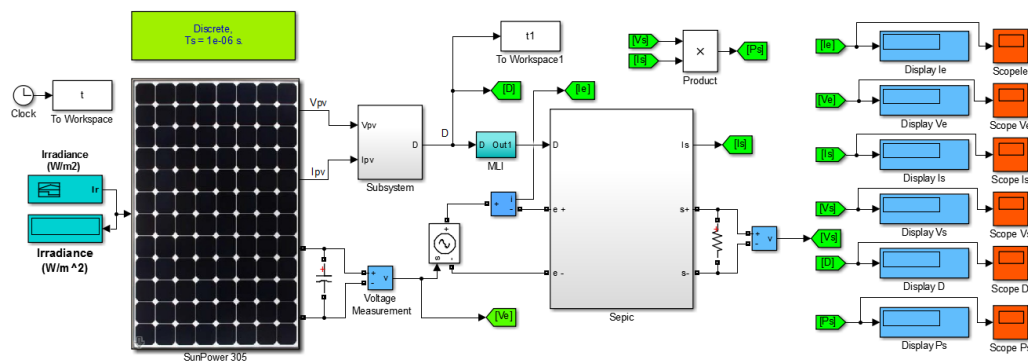 Discrete,
Ts = 1e-06 s.
Clock
t
To Workspace
Irradiance
(W/m2)
Ir
Irradiance
(W/m ^2)
SunPower 305
Vpv
Ipv
Vpv
Ipv
D
Subsystem
D
t1
To Workspace1
[D]
D
Out1
MLI
[Ie]
+
-
i
+
-
s
+
-
v
Voltage
Measurement
[Ve]
D
e +
e -
Is
s+
s-
Sepic
[Is]
+
+
-
v
[Vs]
[Vs]
[Is]
×
Product
[Ps]
[Ie]
Display Ie
ScopeIe
[Ve]
Display Ve
Scope Ve
[Is]
Display Is
Scope Is
[Vs]
Display Vs
Scope Vs
[D]
Display D
Scope D
[Ps]
Display Ps
Scope Ps